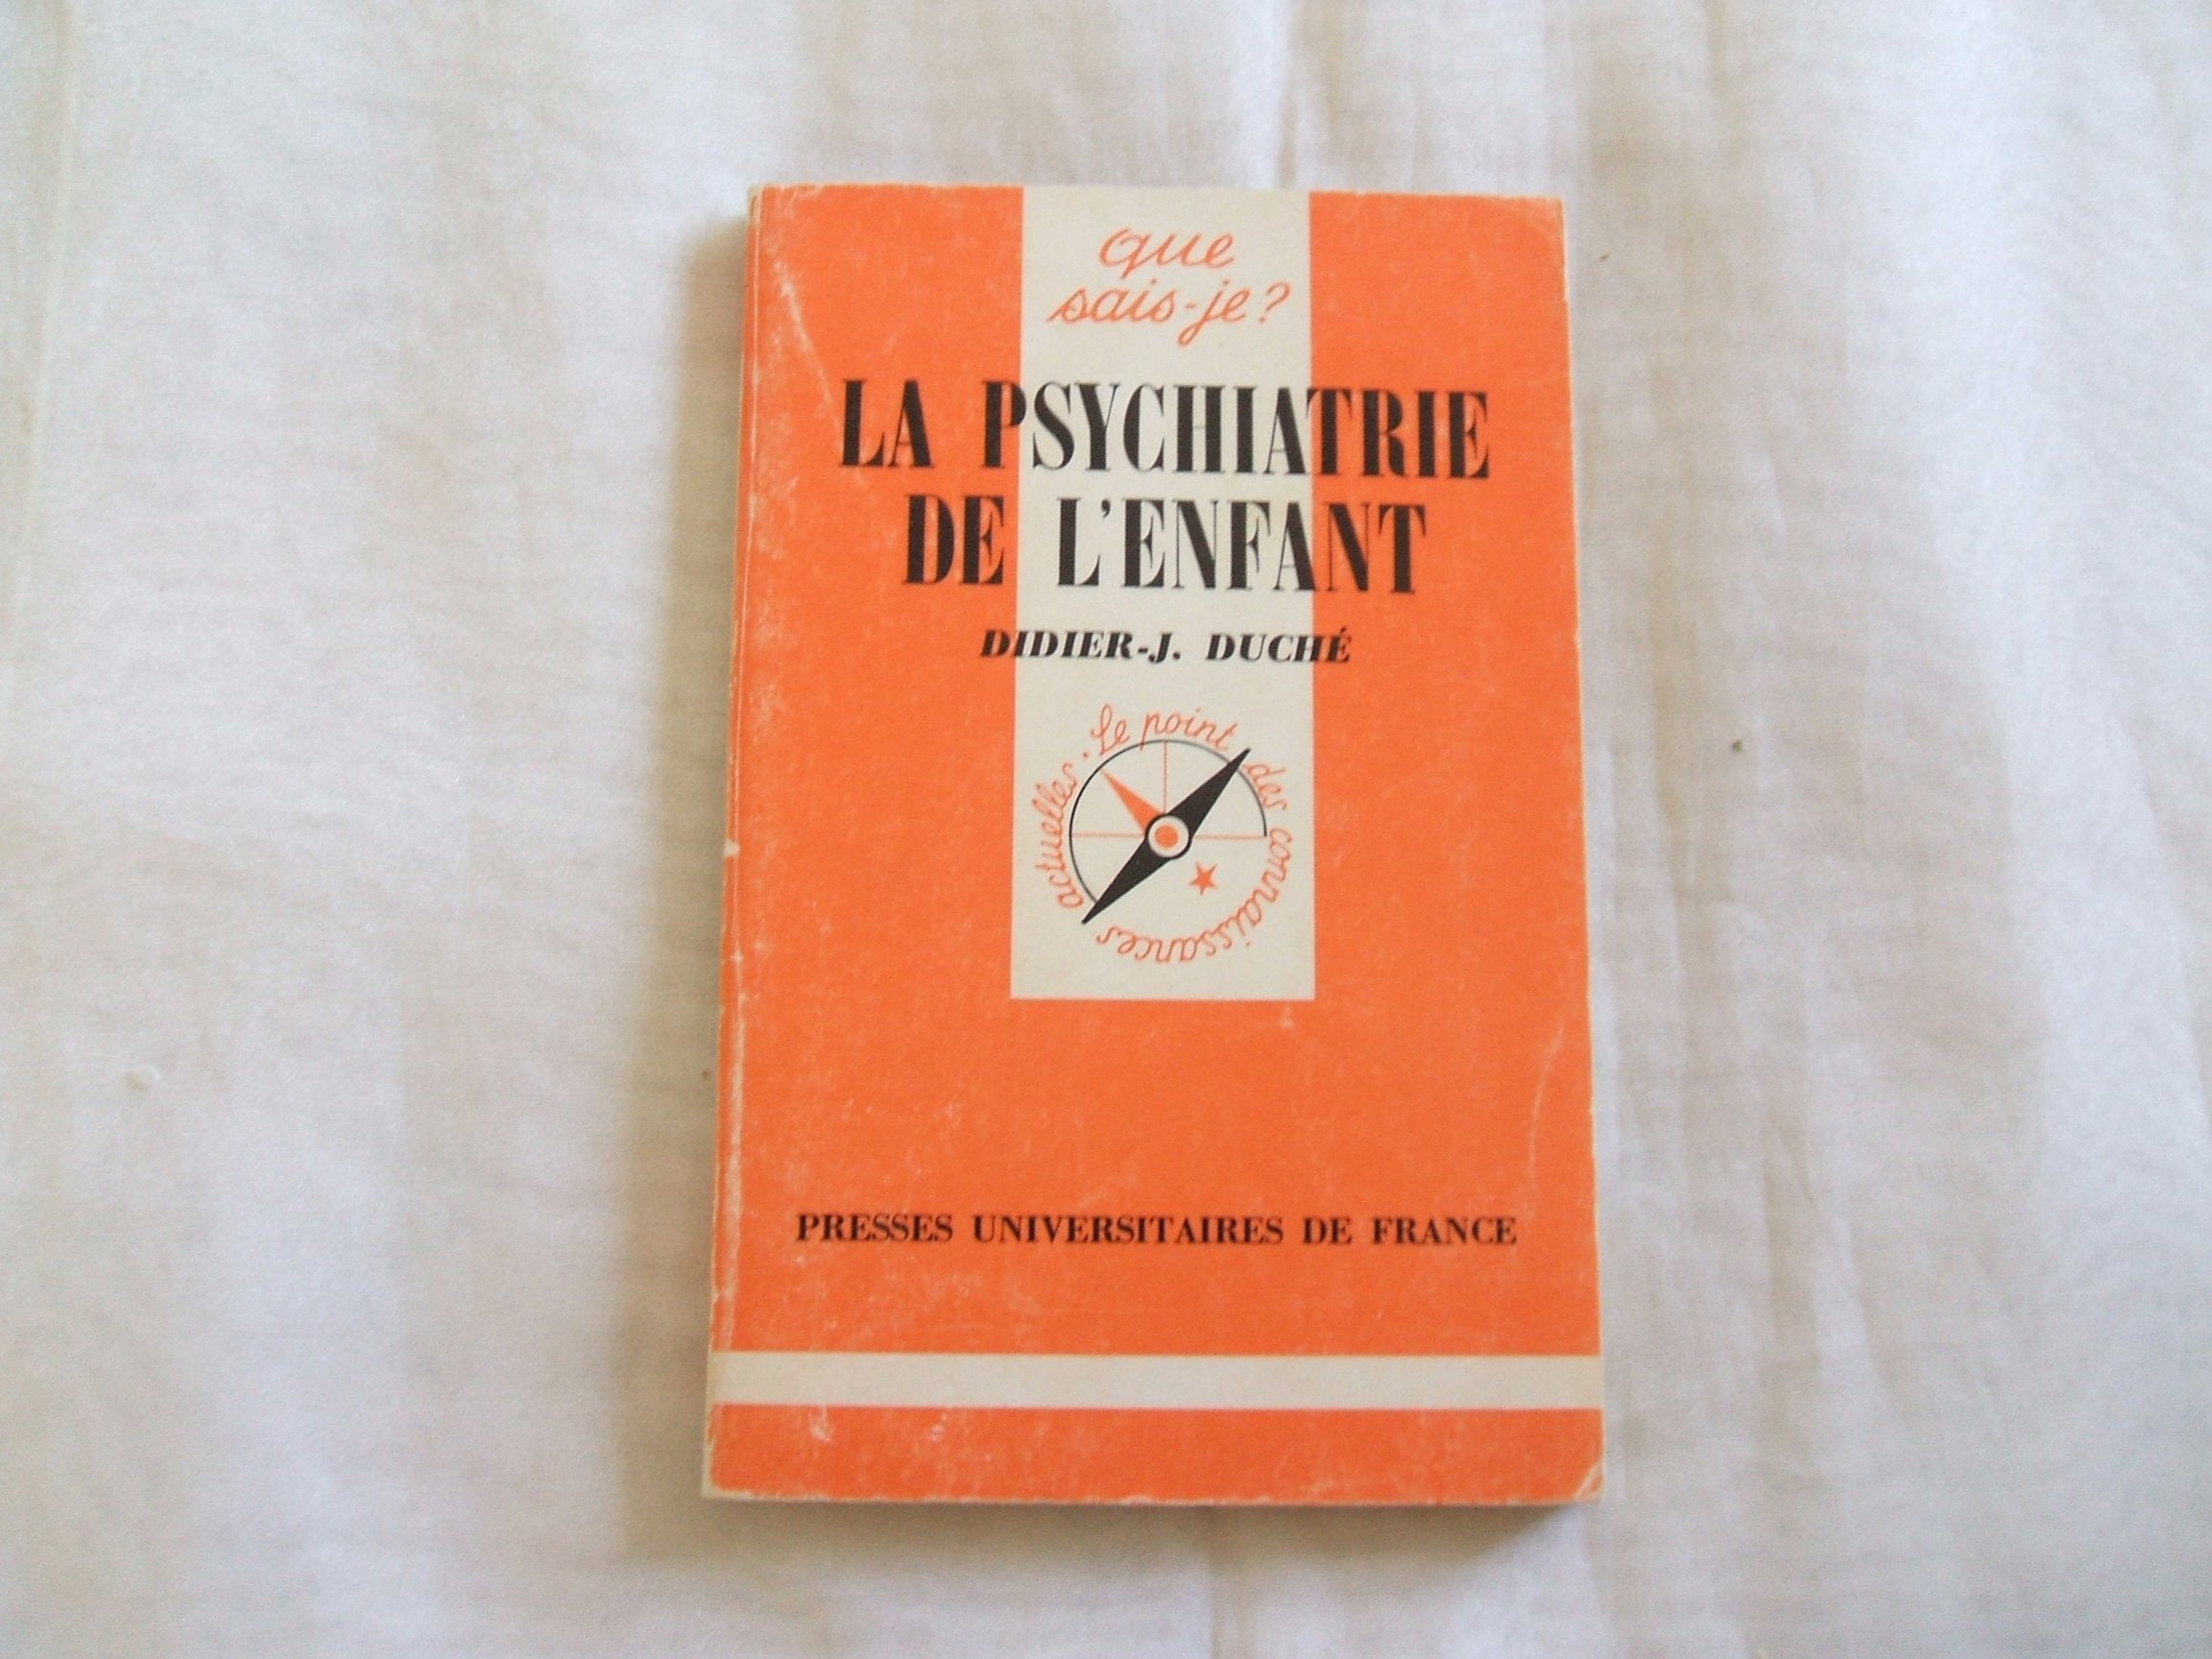 que
sais-je?
LA PSYCHIATRIE
DE L'ENFANT
DIDIER-J. DUCHÉ
Le point des connaissances actuelles.
PRESSES UNIVERSITAIRES DE FRANCE